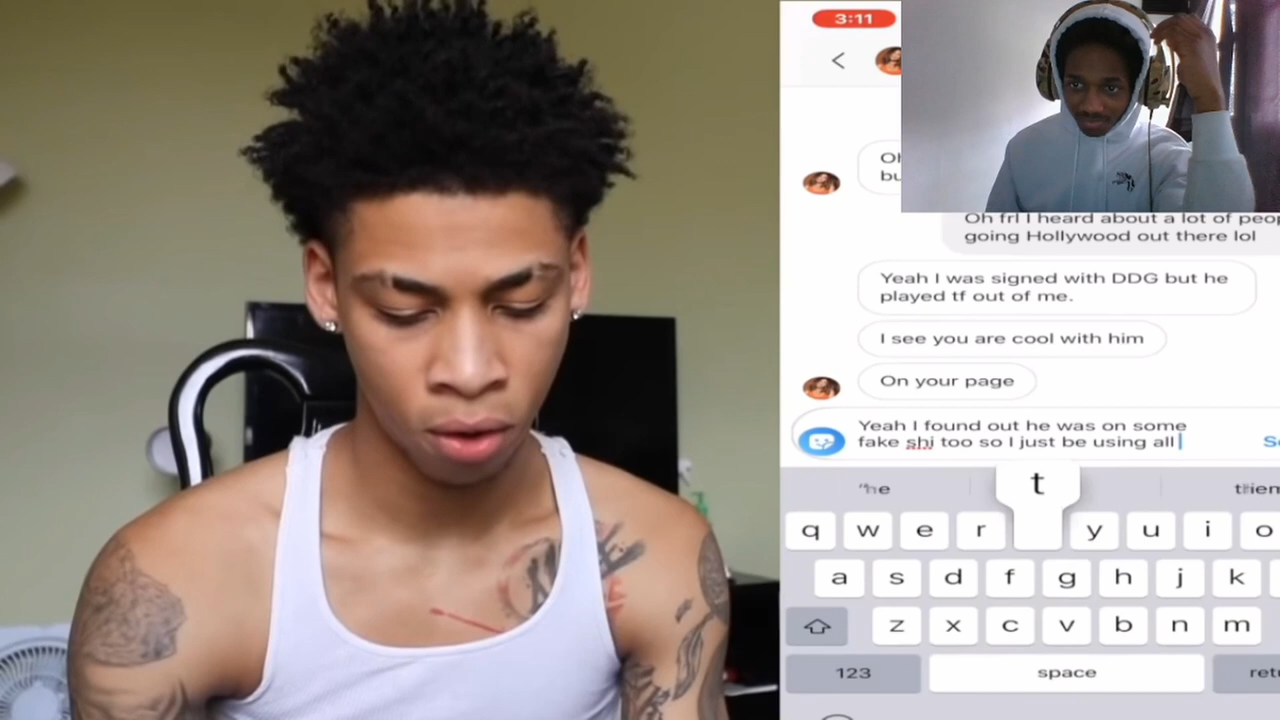 3:11
Oh frl I heard about a lot of
going Hollywood out there lol
Yeah I was signed with DDG but he
played tf out of me.
I see you are cool with him
On your page
Yeah I found out he was on some
fake shi too so I just be using all
"he
t
q w e r y u i o
a s d f g h j k
z x c v b n m
123 space